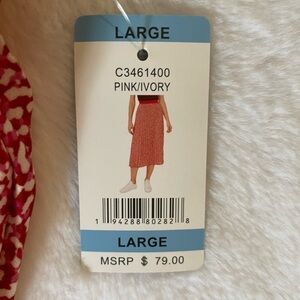 LARGE
C3461400
PINK/IVORY
1 94288 80282 8
LARGE
MSRP $ 79.00